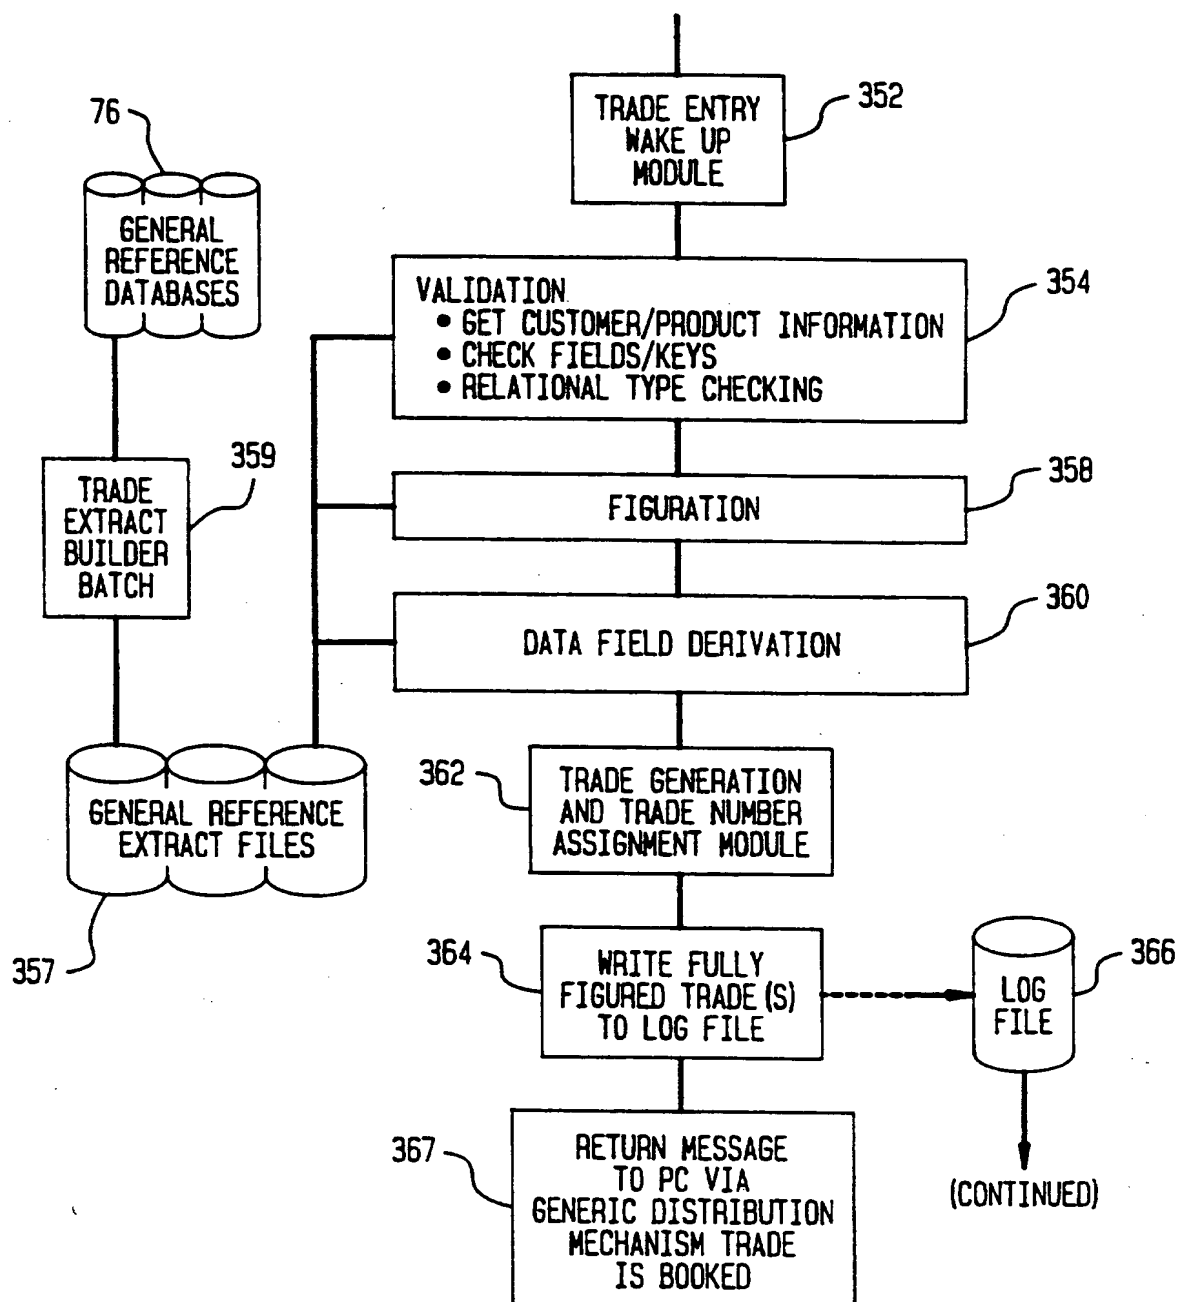 352
TRADE ENTRY
WAKE UP
MODULE
76
GENERAL
REFERENCE
DATABASES
354
VALIDATION
• GET CUSTOMER/PRODUCT INFORMATION
• CHECK FIELDS/KEYS
• RELATIONAL TYPE CHECKING
359
TRADE
EXTRACT
BUILDER
BATCH
358
FIGURATION
360
DATA FIELD DERIVATION
GENERAL REFERENCE
EXTRACT FILES
357
362
TRADE GENERATION
AND TRADE NUMBER
ASSIGNMENT MODULE
364
WRITE FULLY
FIGURED TRADE(S)
TO LOG FILE
366
LOG
FILE
(CONTINUED)
367
RETURN MESSAGE
TO PC VIA
GENERIC DISTRIBUTION
MECHANISM TRADE
IS BOOKED